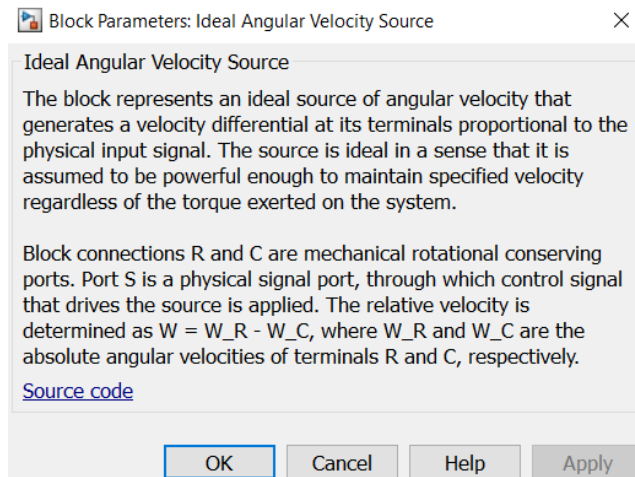 Block Parameters: Ideal Angular Velocity Source
Ideal Angular Velocity Source
The block represents an ideal source of angular velocity that
generates a velocity differential at its terminals proportional to the
physical input signal. The source is ideal in a sense that it is
assumed to be powerful enough to maintain specified velocity
regardless of the torque exerted on the system.
Block connections R and C are mechanical rotational conserving
ports. Port S is a physical signal port, through which control signal
that drives the source is applied. The relative velocity is
determined as W = W_R - W_C, where W_R and W_C are the
absolute angular velocities of terminals R and C, respectively.
Source code
OK Cancel Help Apply